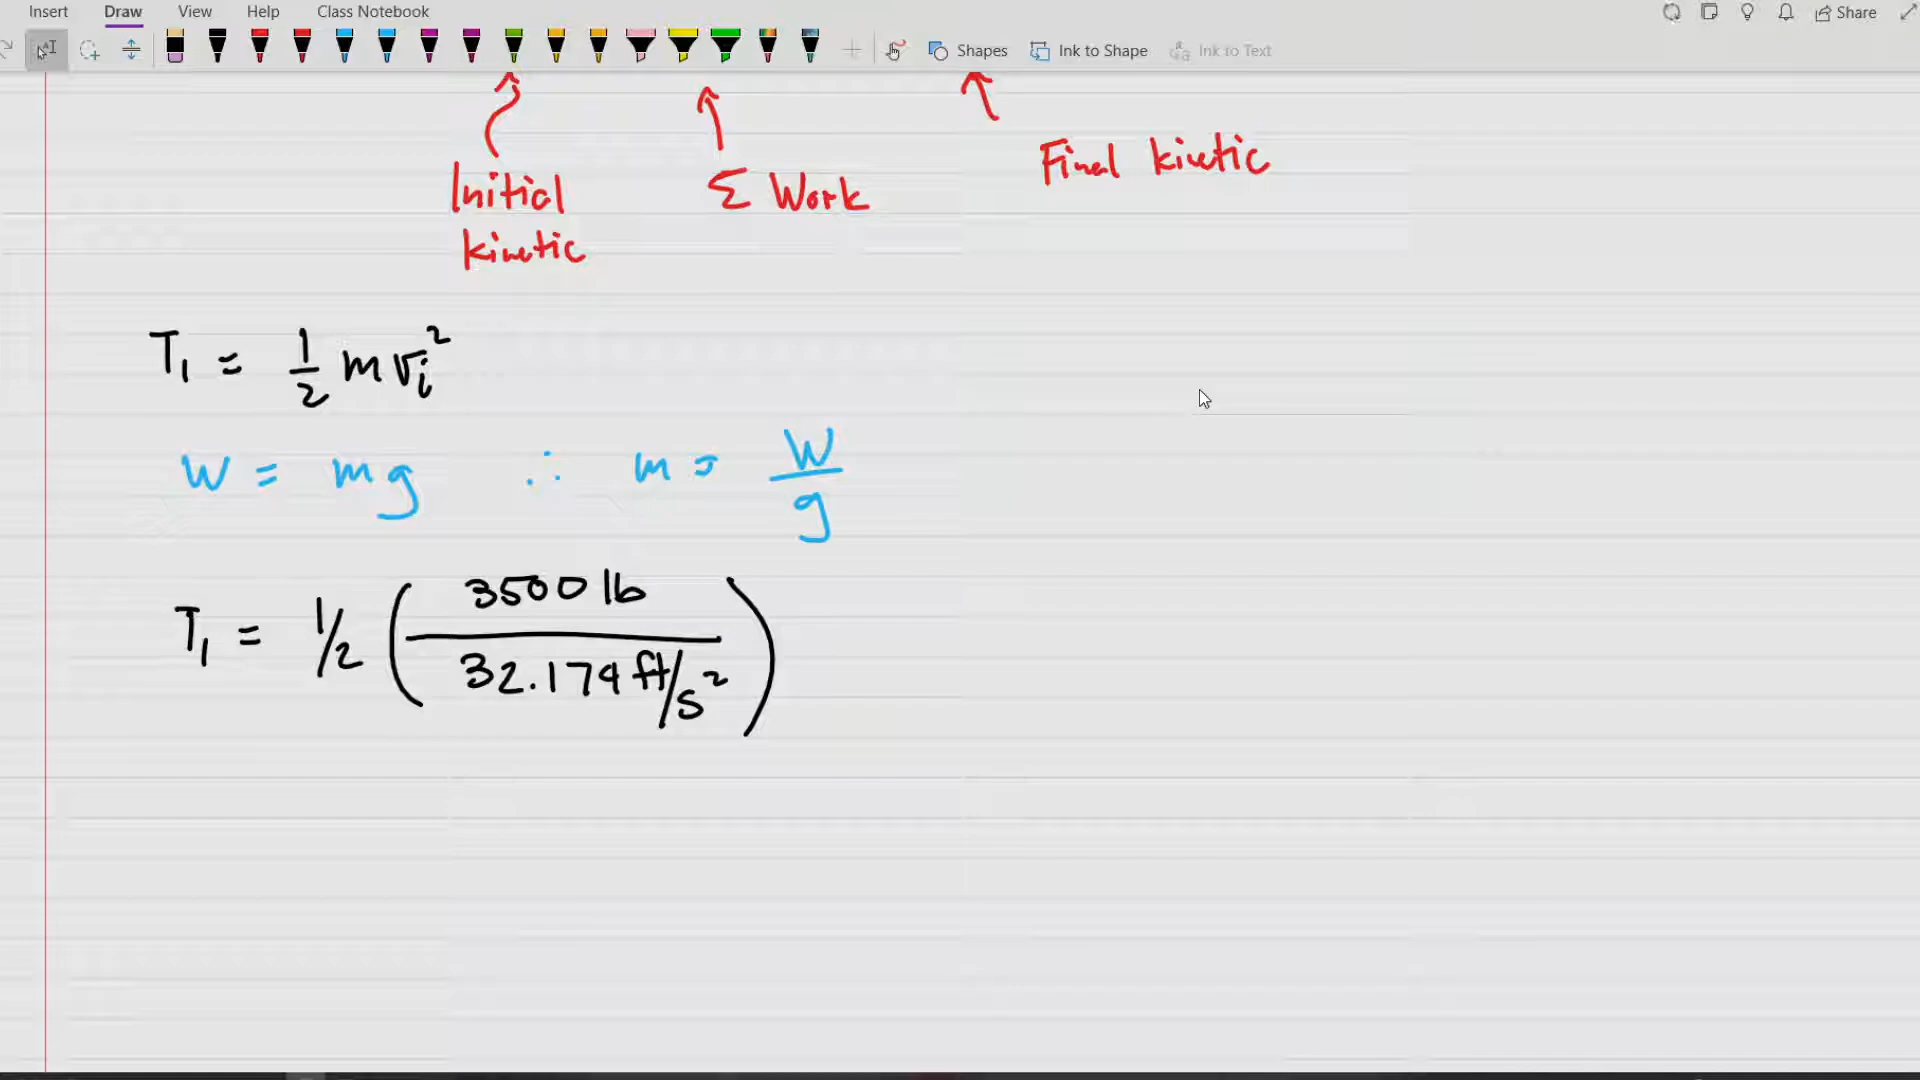 Insert Draw View Help Class Notebook Share
Shapes Ink to Shape Ink to Text
Initial kinetic
Σ Work
Final kinetic
T₁ = 1/2 m vᵢ²
W = mg ∴ m = W/g
T₁ = 1/2 (3500 lb / 32.174 ft/s²)